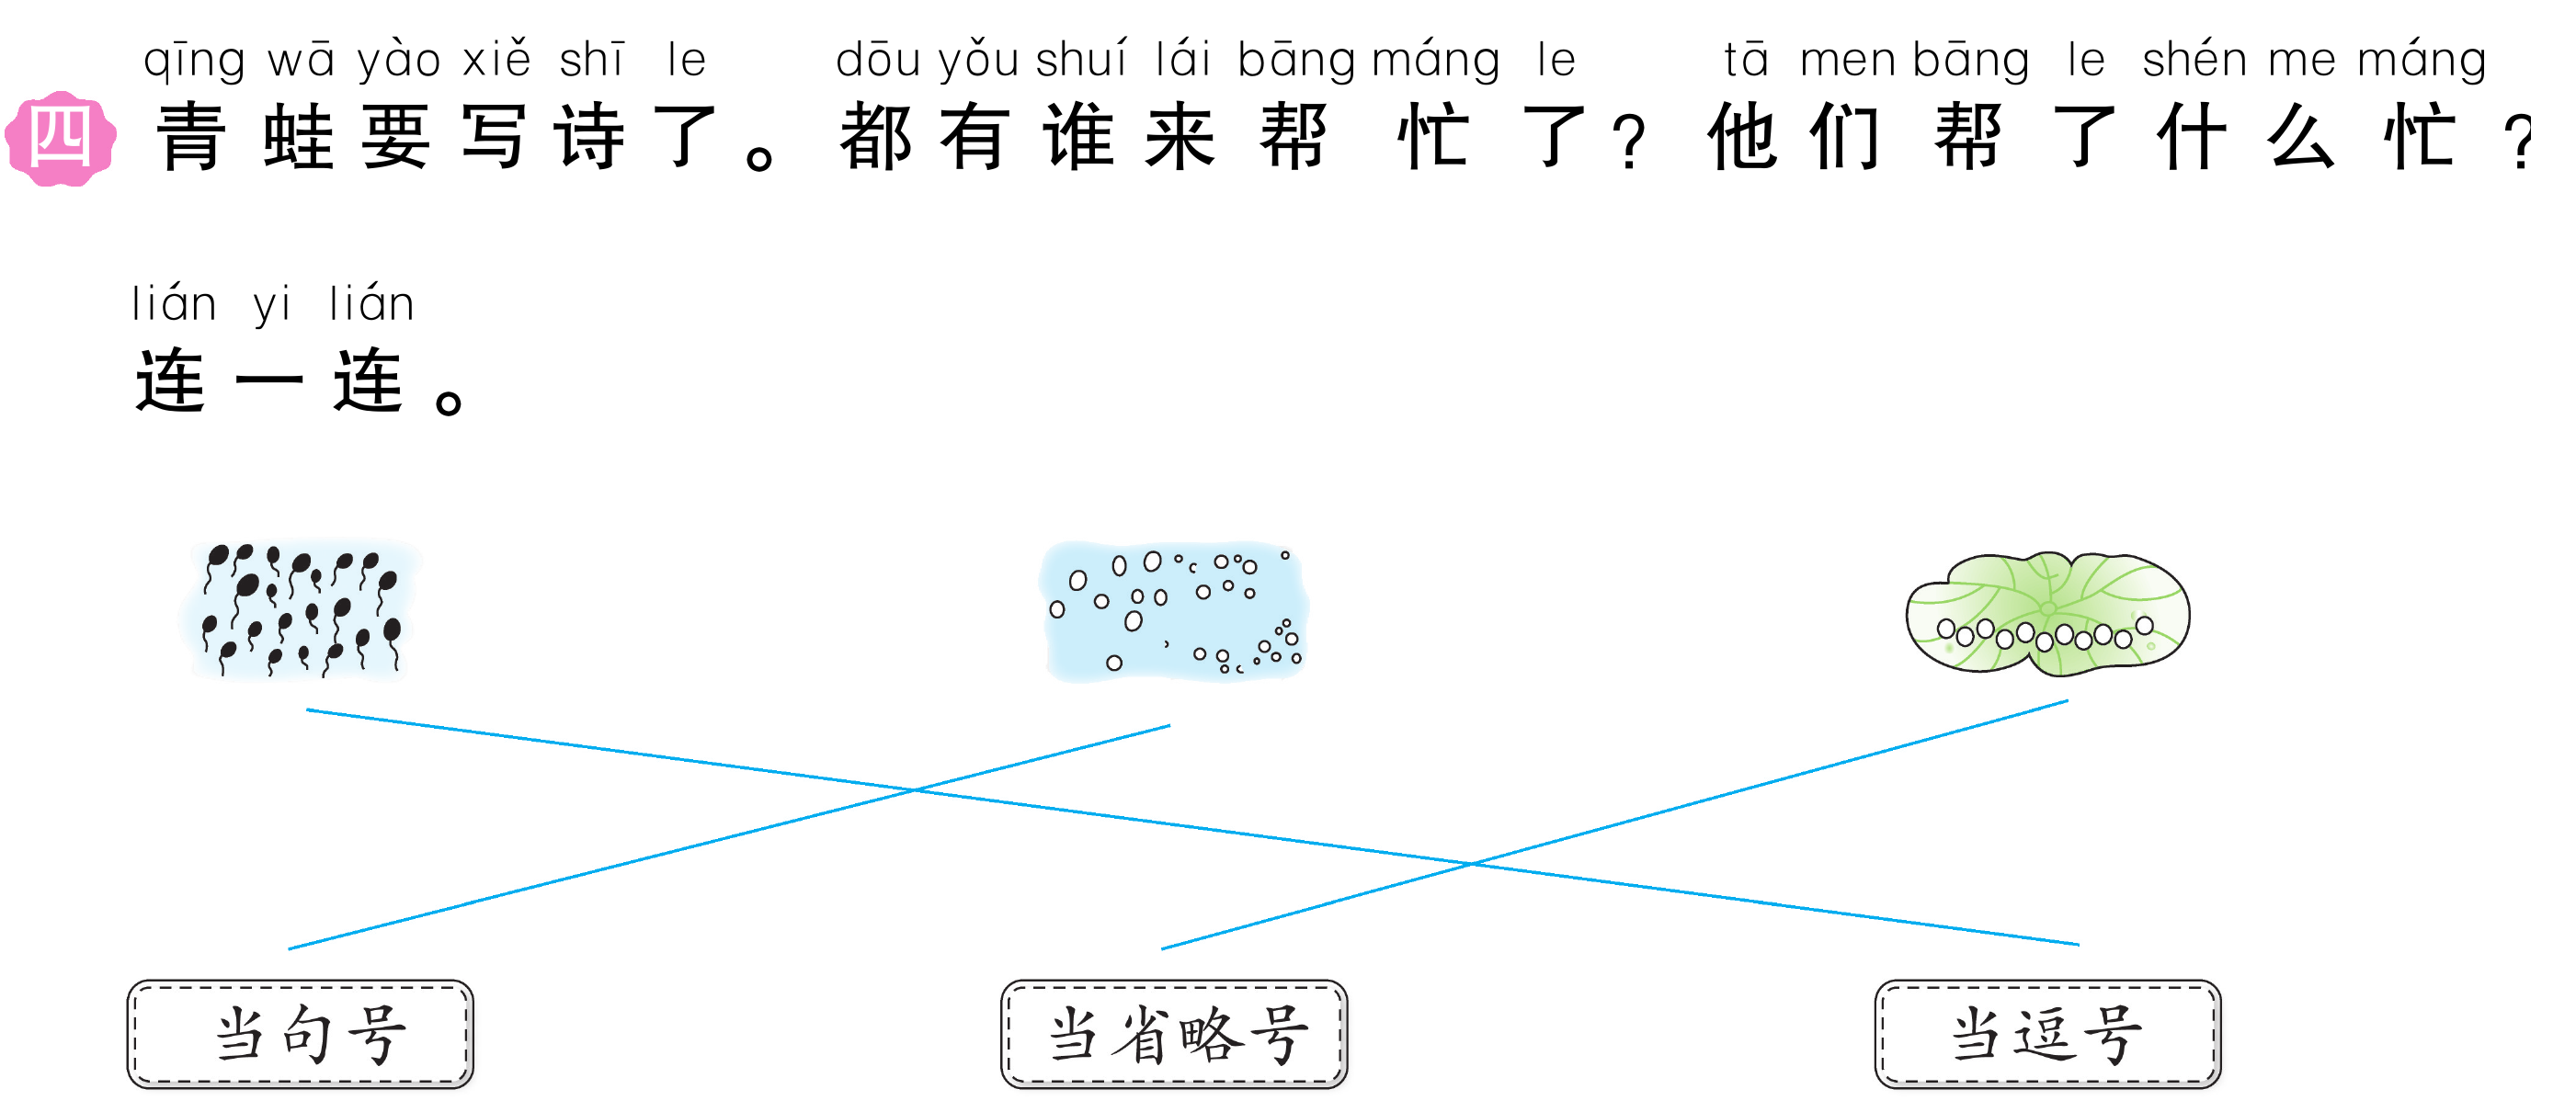 qīng wā yào xiě shī le dōu yǒu shuí lái bāng máng le tā men bāng le shén me máng
四 青蛙要写诗了。都有谁来帮忙了？他们帮了什么忙？
lián yi lián
连一连。
当句号 当省略号 当逗号